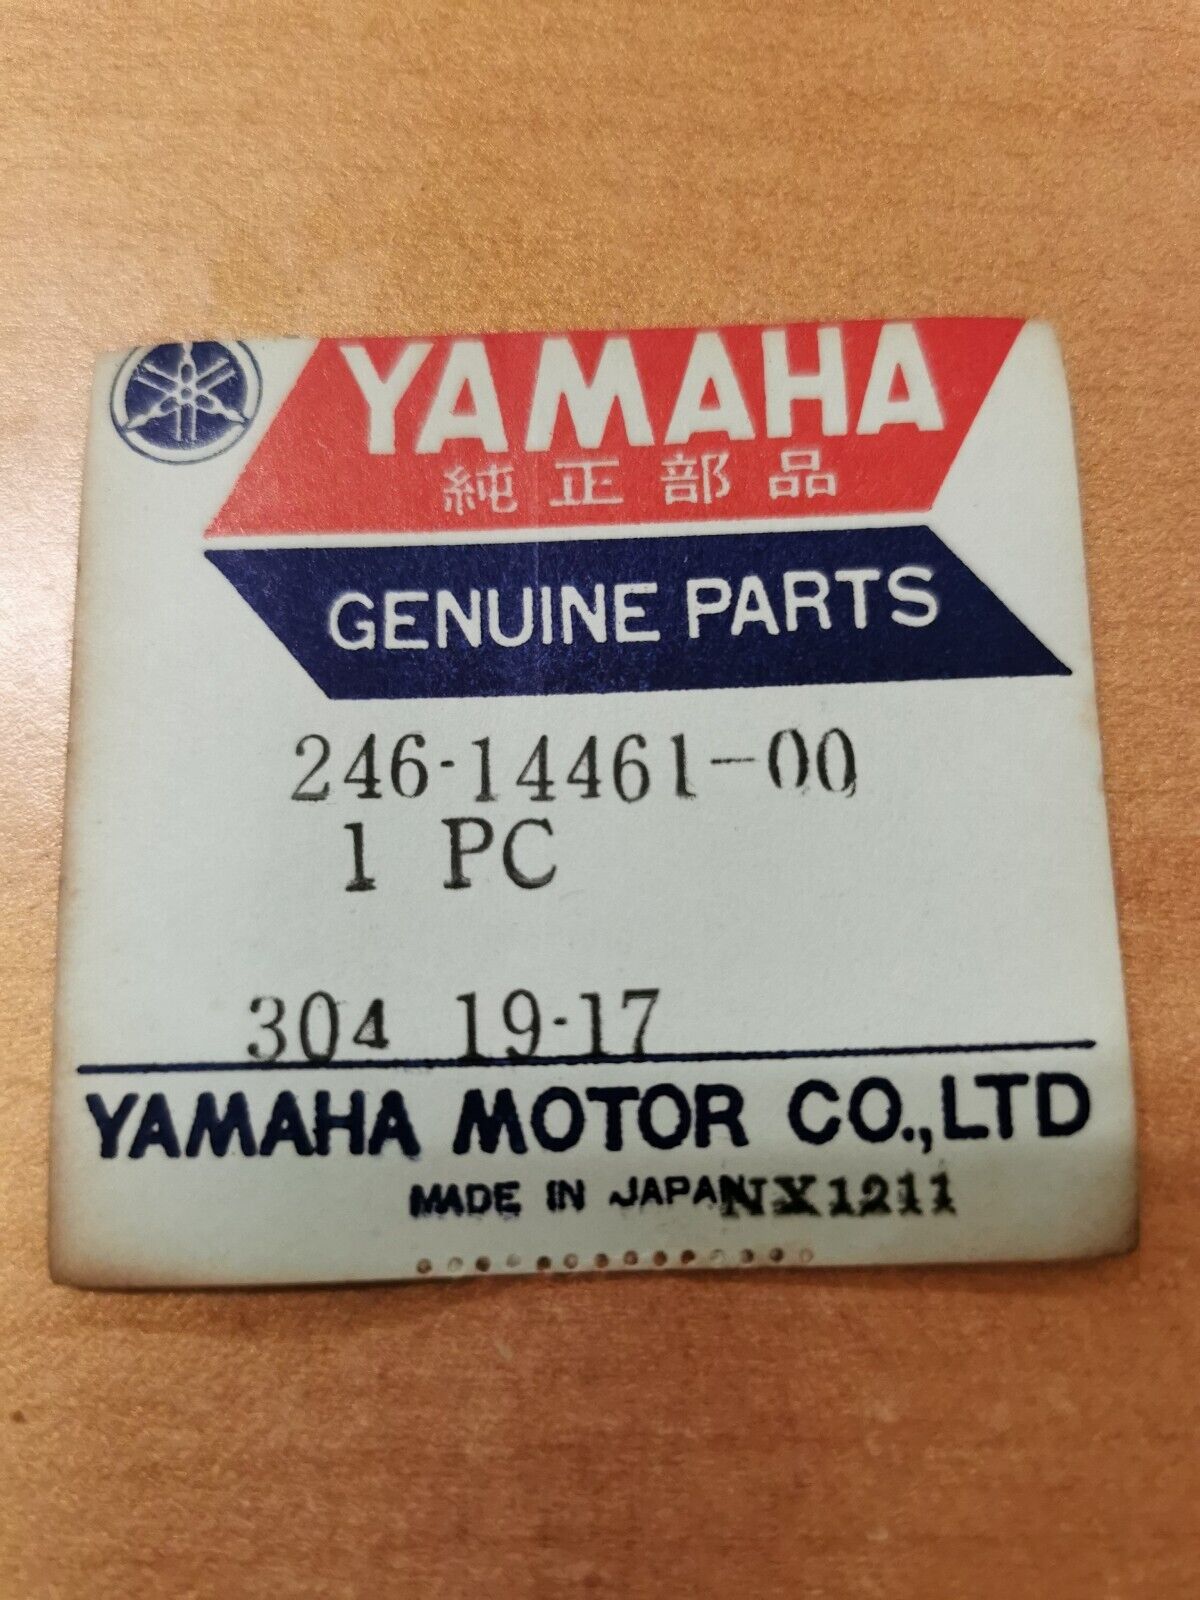 YAMAHA
純正部品
GENUINE PARTS
246-14461-00
1 PC
304 19-17
YAMAHA MOTOR CO.,LTD
MADE IN JAPAN NX1211